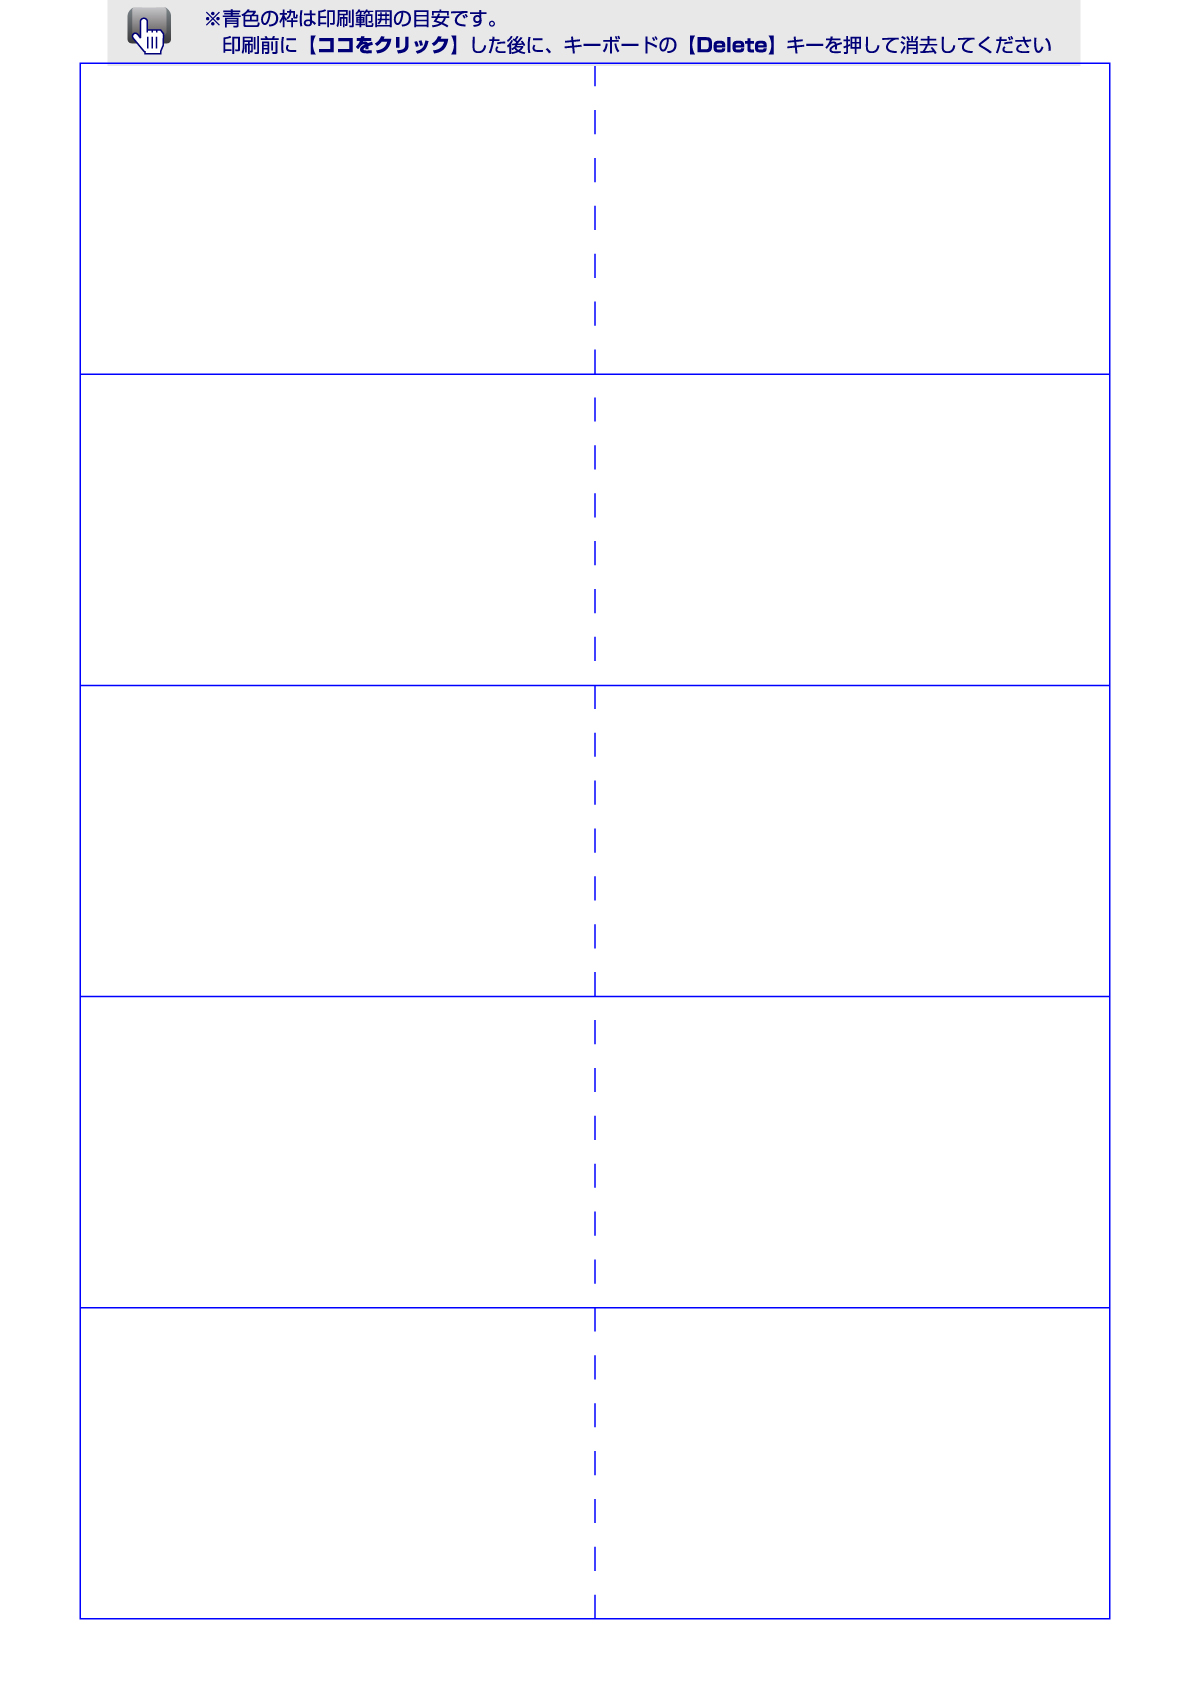 ※青色の枠は印刷範囲の目安です。
印刷前に【ココをクリック】した後に、キーボードの【Delete】キーを押して消去してください